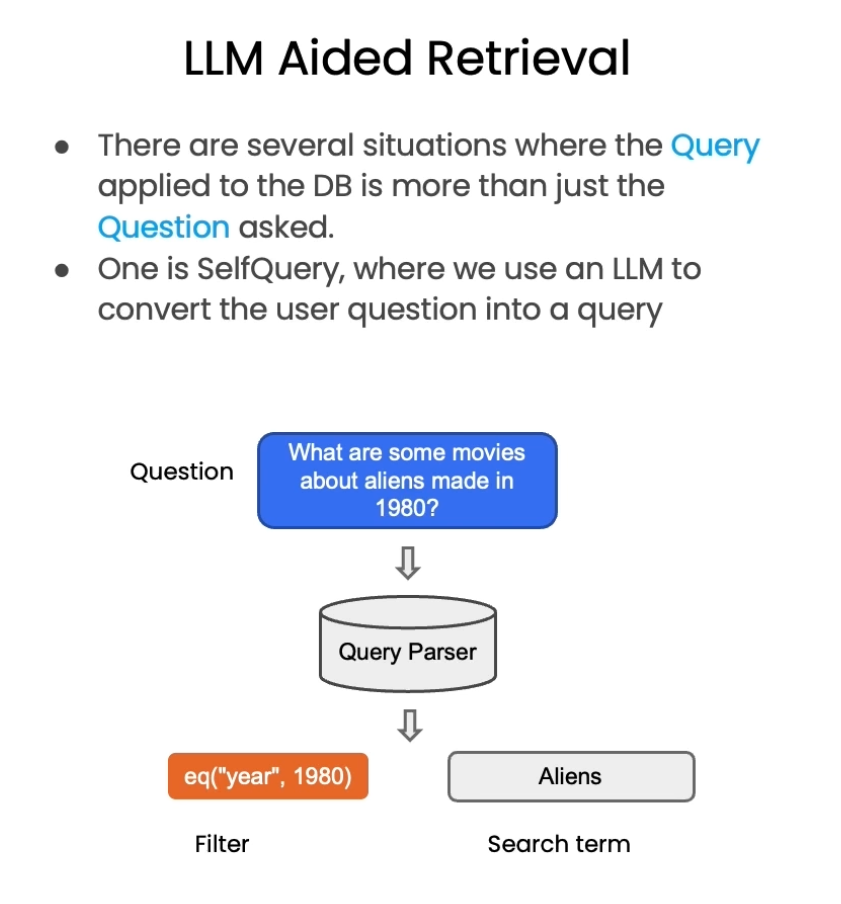 LLM Aided Retrieval
● There are several situations where the Query
applied to the DB is more than just the
Question asked.
● One is SelfQuery, where we use an LLM to
convert the user question into a query
Question
What are some movies
about aliens made in
1980?
Query Parser
eq("year", 1980)
Aliens
Filter
Search term